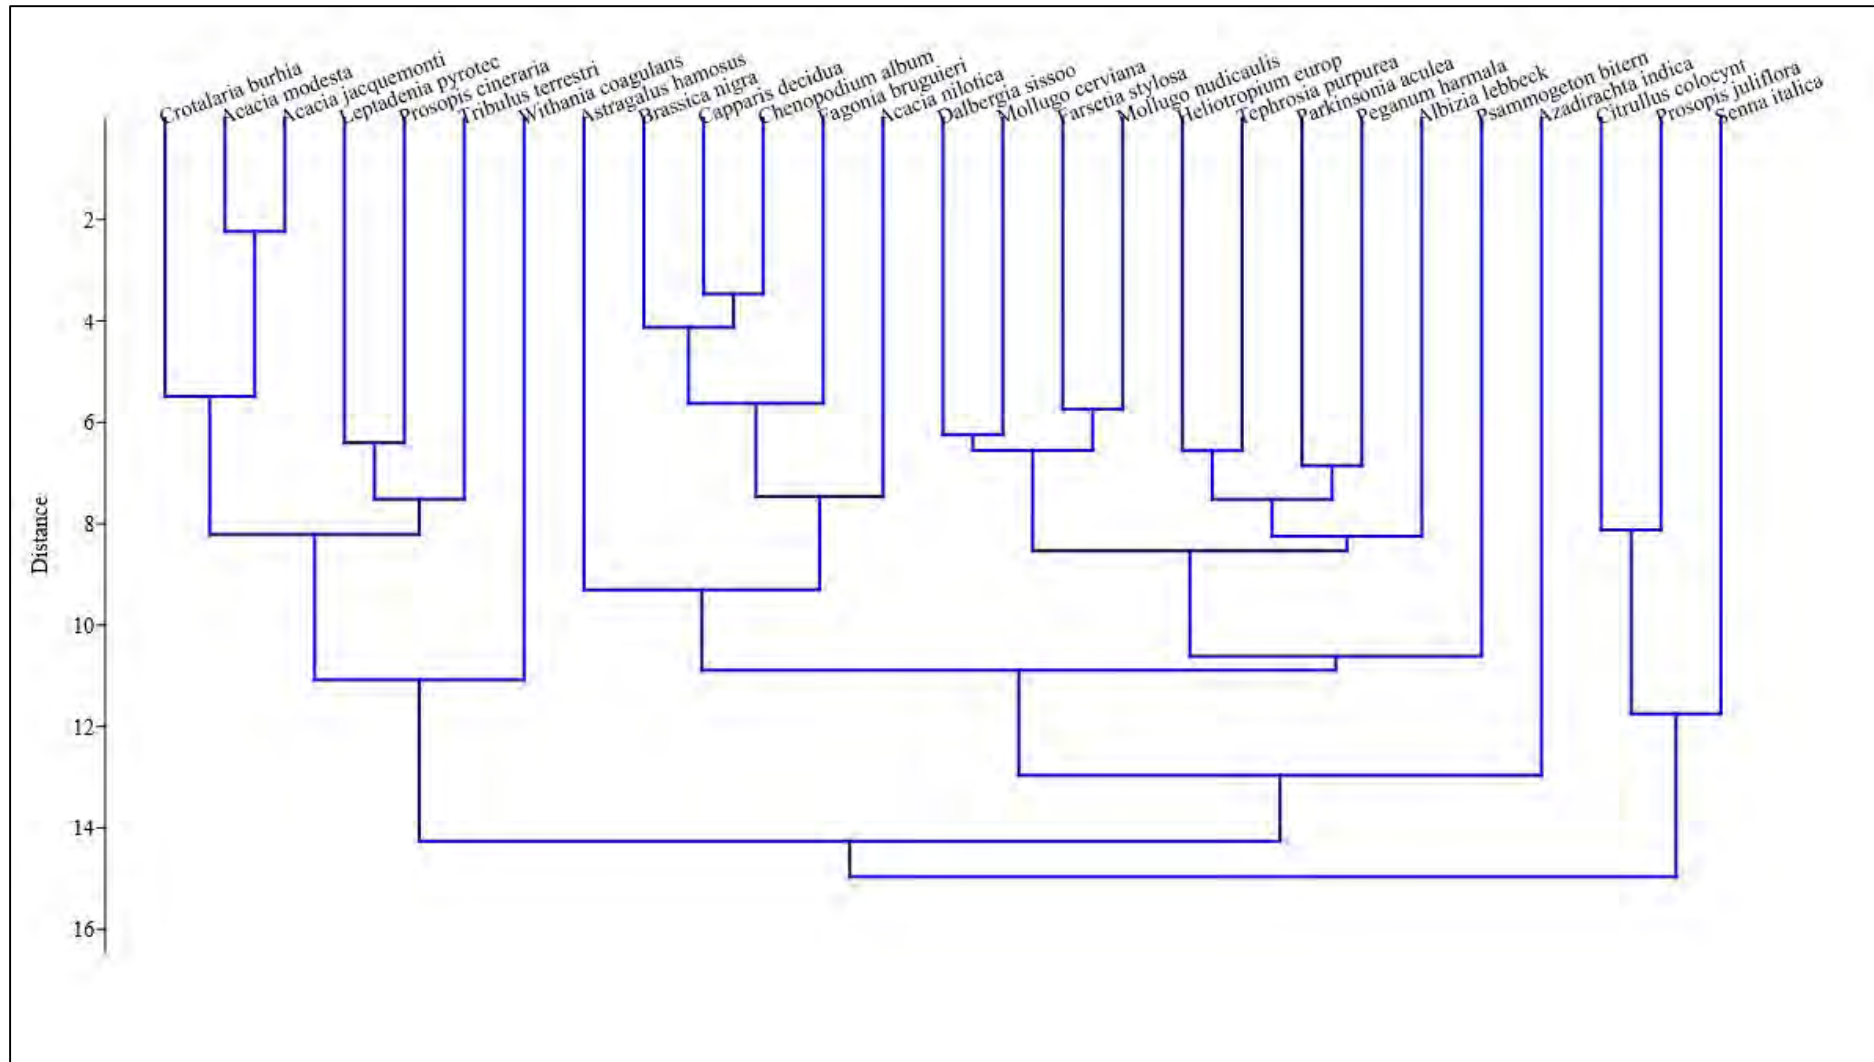 Crotalaria burhia
Acacia modesta
Acacia jacquemonti
Leptadenia pyrotec
Prosopis cineraria
Tribulus terrestri
Withania coagulans
Astragalus hamosus
Brassica nigra
Capparis decidua
Chenopodium album
Fagonia bruguieri
Acacia nilotica
Dalbergia sissoo
Mollugo cerviana
Farsetia stylosa
Mollugo nudicaulis
Heliotropium europ
Tephrosia purpurea
Parkinsonia aculea
Peganum harmala
Albizia lebbeck
Psammogeton bitern
Azadirachta indica
Citrullus colocynt
Prosopis juliflora
Senna italica
2
4
6
8
10
12
14
16
Distance